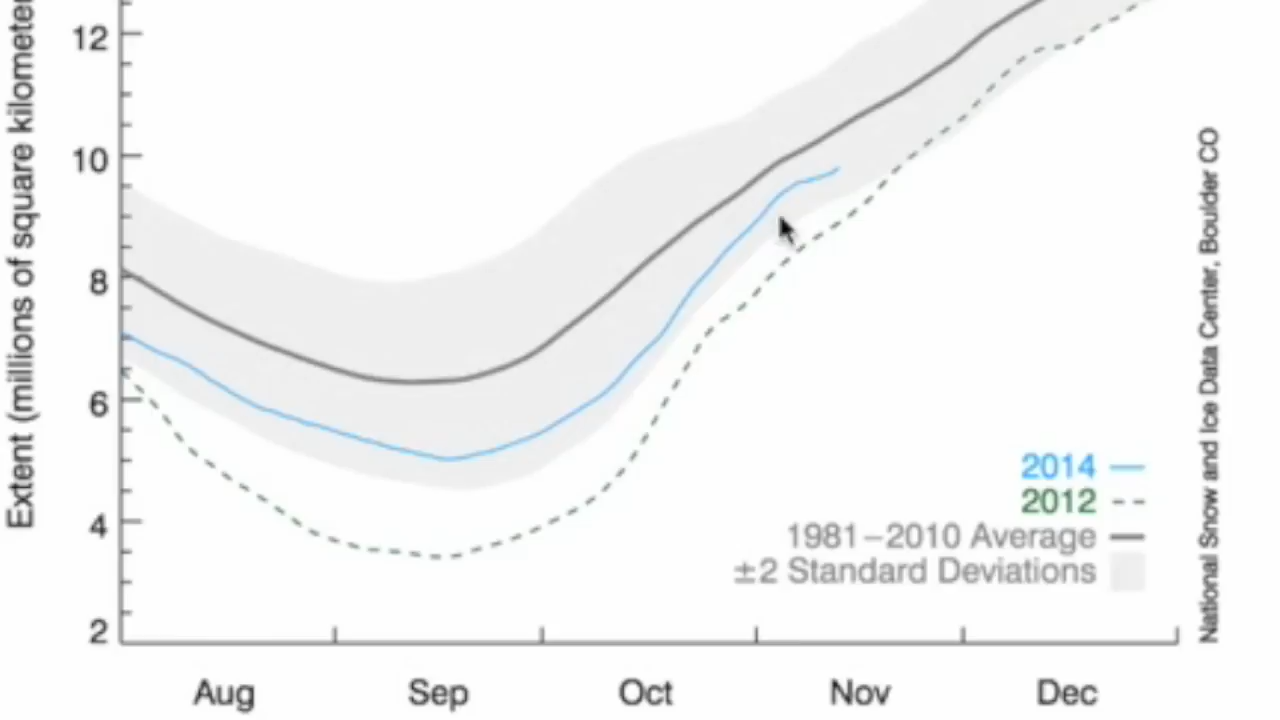 Extent (millions of square kilometers
12
10
8
6
4
2
Aug Sep Oct Nov Dec
2014
2012
1981–2010 Average
±2 Standard Deviations
National Snow and Ice Data Center, Boulder CO